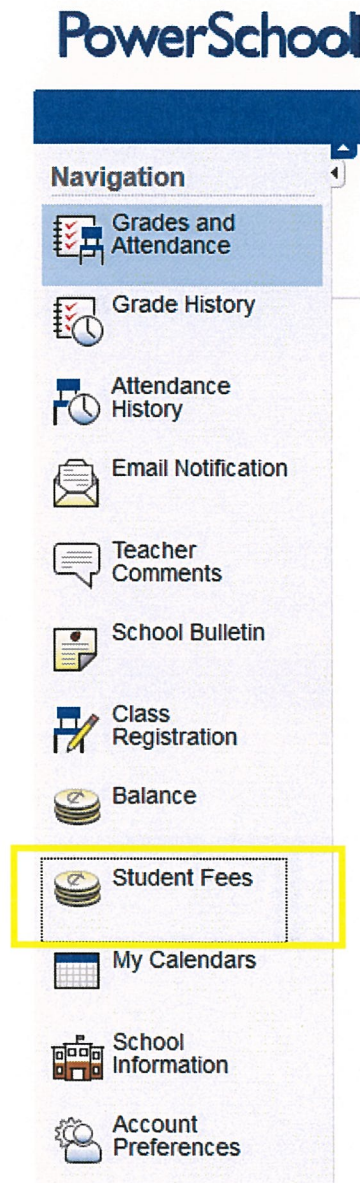 PowerSchool
Navigation
Grades and
Attendance
Grade History
Attendance
History
Email Notification
Teacher
Comments
School Bulletin
Class
Registration
Balance
Student Fees
My Calendars
School
Information
Account
Preferences